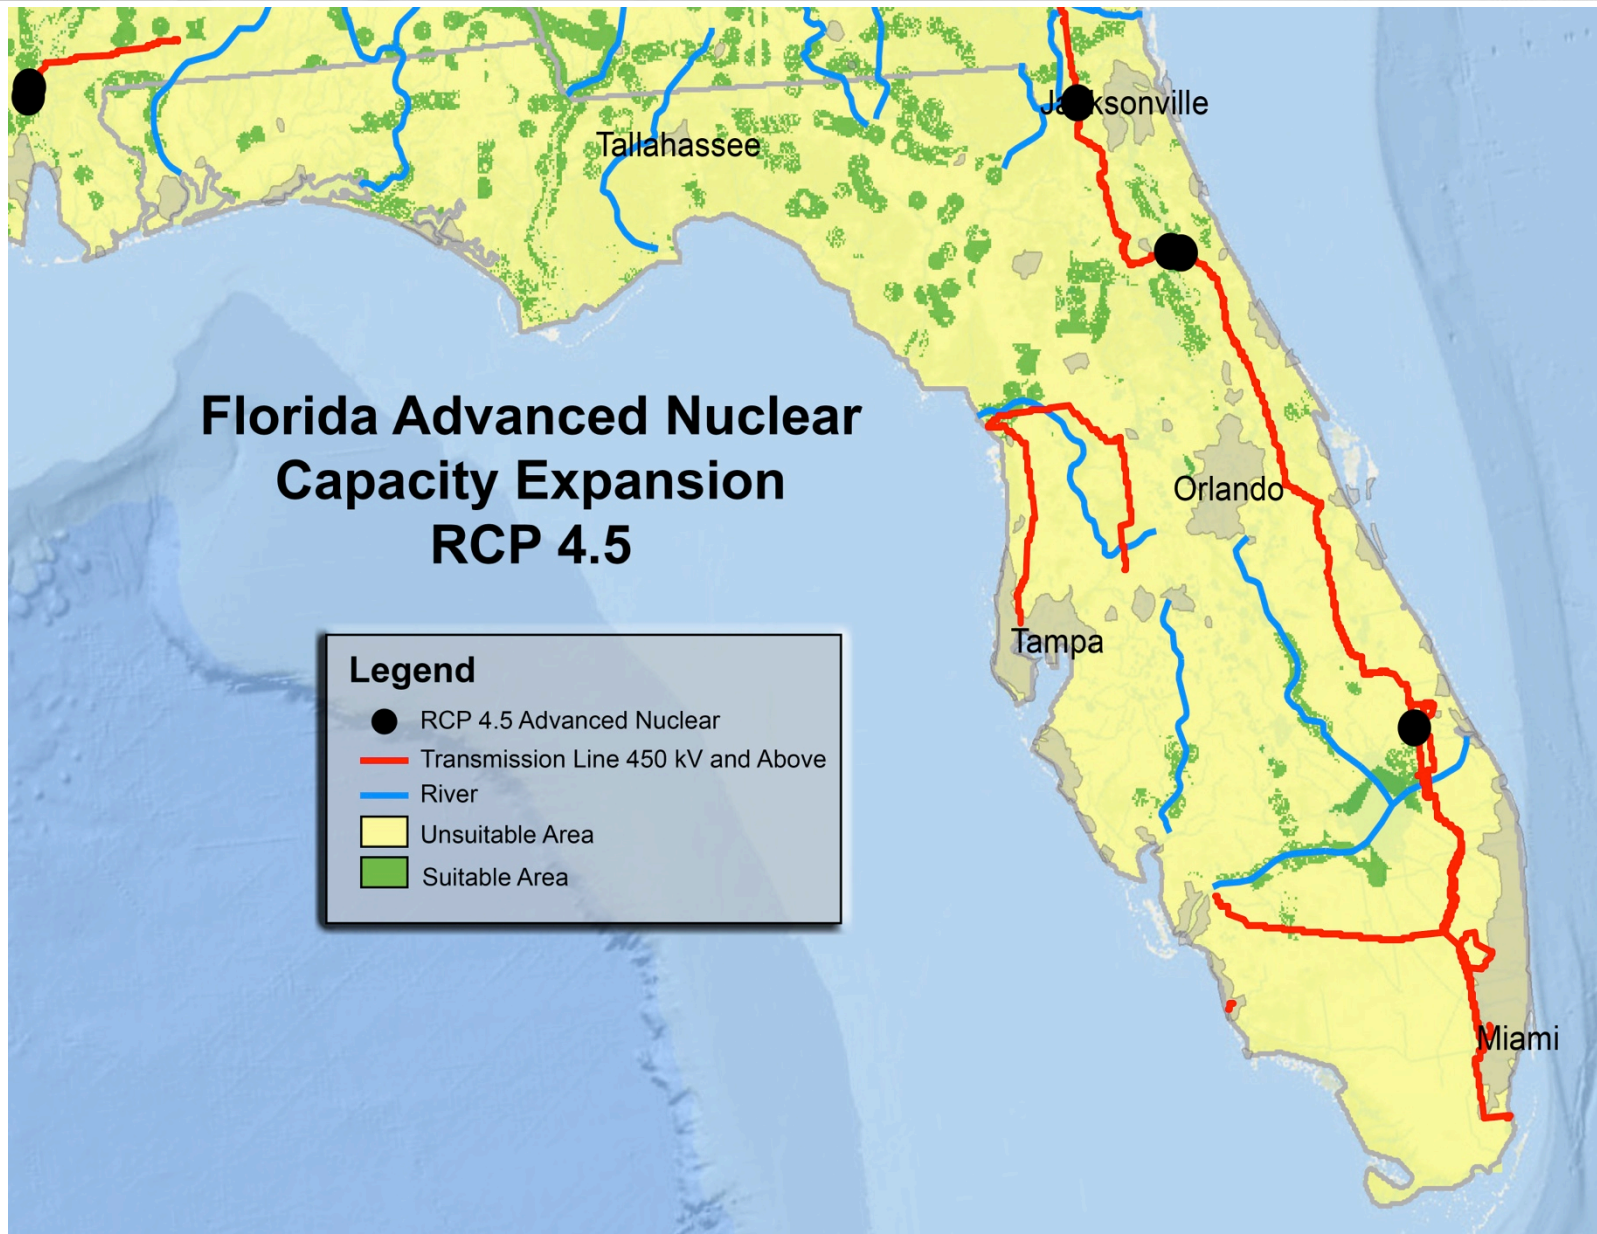 Jacksonville
Tallahassee
Florida Advanced Nuclear
Capacity Expansion
RCP 4.5
Orlando
Tampa
Legend
RCP 4.5 Advanced Nuclear
Transmission Line 450 kV and Above
River
Unsuitable Area
Suitable Area
Miami